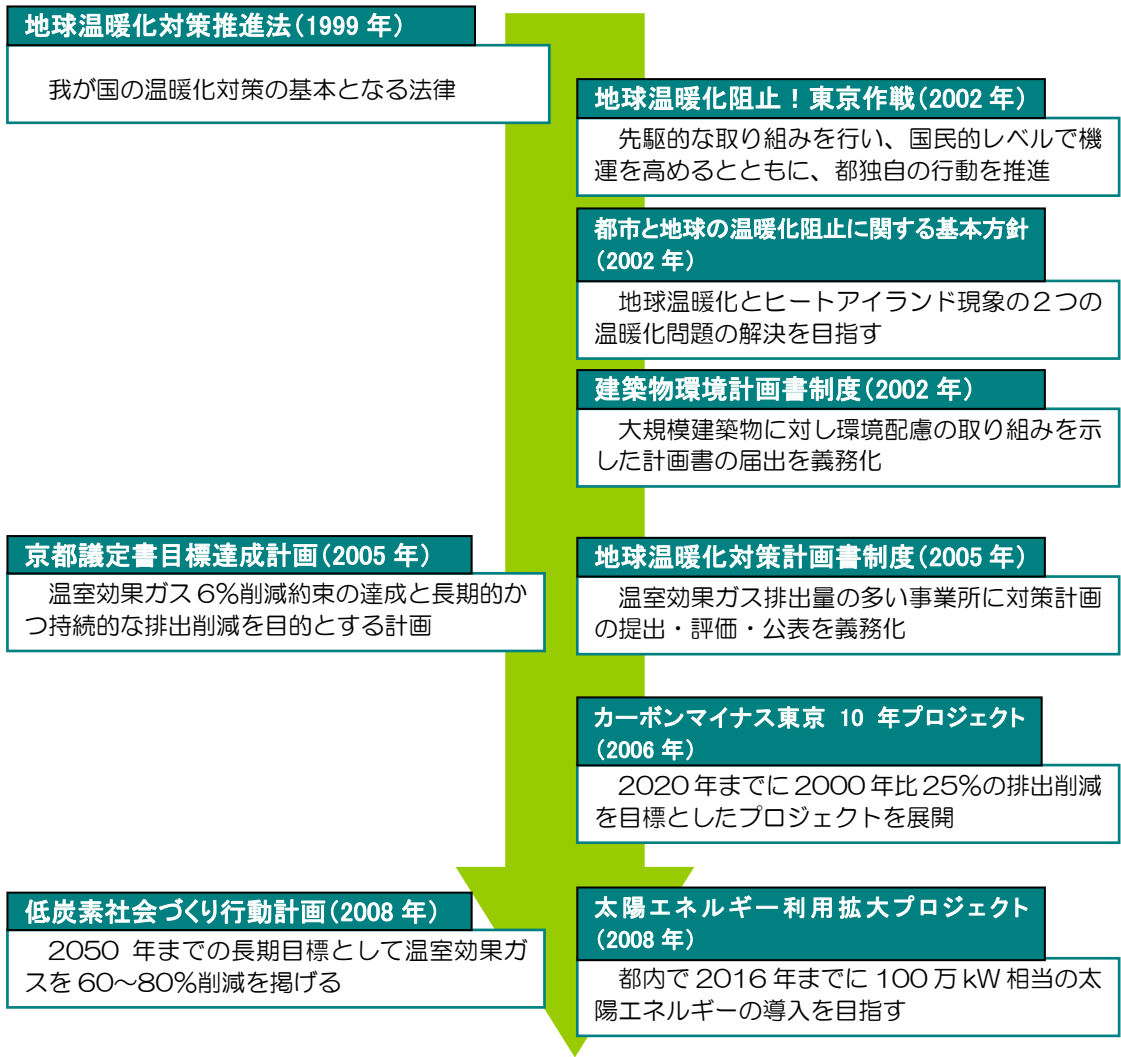 地球温暖化対策推進法(1999 年)
我が国の温暖化対策の基本となる法律
地球温暖化阻止！東京作戦(2002 年)
先駆的な取り組みを行い、国民的レベルで機
運を高めるとともに、都独自の行動を推進
都市と地球の温暖化阻止に関する基本方針
(2002 年)
地球温暖化とヒートアイランド現象の２つの
温暖化問題の解決を目指す
建築物環境計画書制度(2002 年)
大規模建築物に対し環境配慮の取り組みを示
した計画書の届出を義務化
京都議定書目標達成計画(2005 年)
温室効果ガス 6%削減約束の達成と長期的か
つ持続的な排出削減を目的とする計画
地球温暖化対策計画書制度(2005 年)
温室効果ガス排出量の多い事業所に対策計画
の提出・評価・公表を義務化
カーボンマイナス東京 10 年プロジェクト
(2006 年)
2020 年までに 2000 年比 25%の排出削減
を目標としたプロジェクトを展開
低炭素社会づくり行動計画(2008 年)
2050 年までの長期目標として温室効果ガ
スを 60～80%削減を掲げる
太陽エネルギー利用拡大プロジェクト
(2008 年)
都内で 2016 年までに 100 万 kW 相当の太
陽エネルギーの導入を目指す